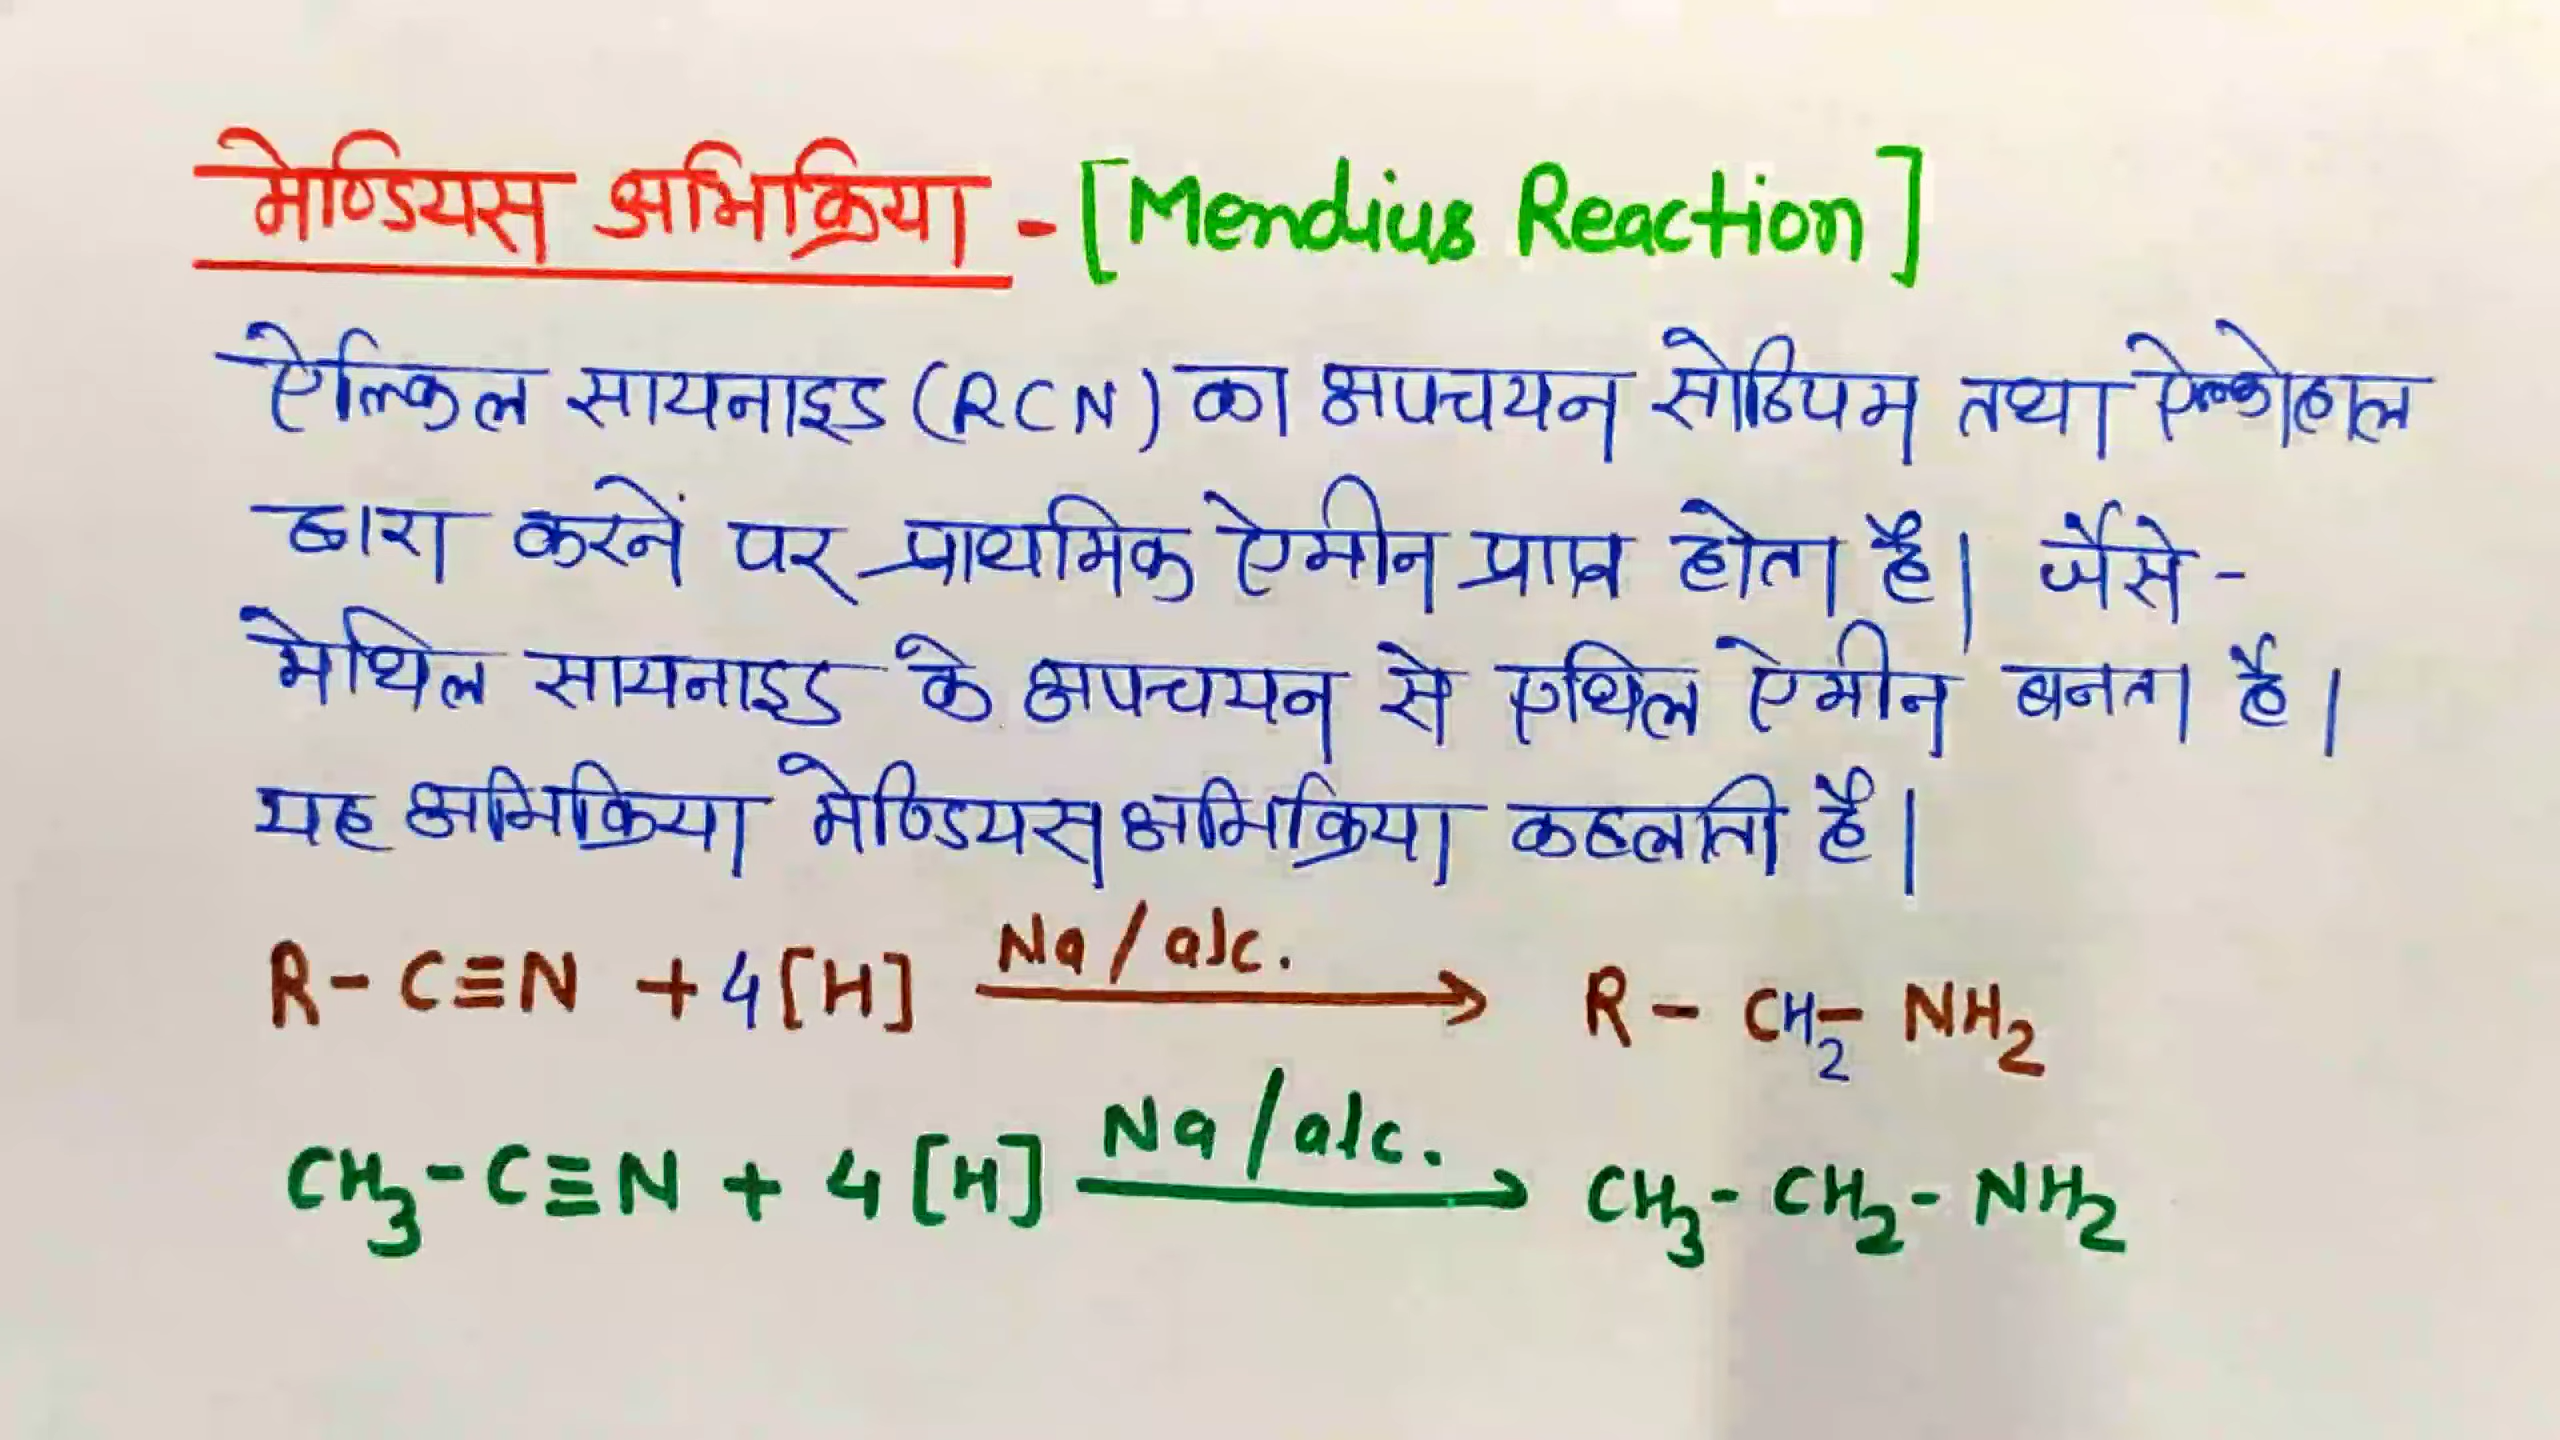 मेण्डियस अभिक्रिया - [Mendius Reaction]
ऐल्किल सायनाइड (RCN) का अपचयन सोडियम तथा ऐल्कोहाल
द्वारा करनें पर प्राथमिक ऐमीन प्राप्त होता है। जैसे -
मेथिल सायनाइड के अपचयन से एथिल ऐमीन बनता है।
यह अभिक्रिया मेण्डियस अभिक्रिया कहलाती है।
R - C≡N + 4[H] Na / alc. → R - CH₂ - NH₂
CH₃ - C≡N + 4[H] Na / alc. → CH₃ - CH₂ - NH₂